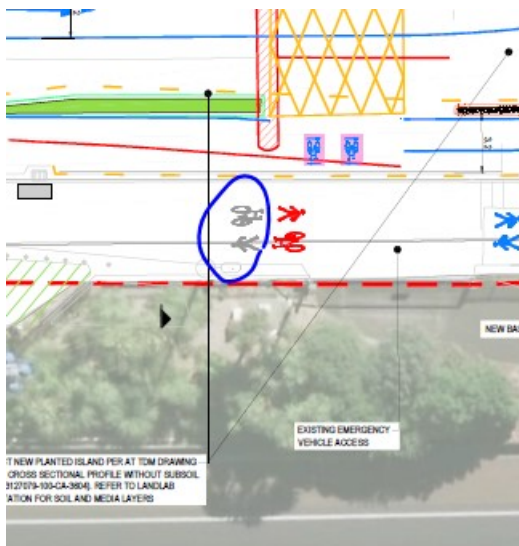 NEW BA
EXISTING EMERGENCY
VEHICLE ACCESS
T NEW PLANTED ISLAND PER AT TDM DRAWING
CROSS SECTIONAL PROFILE WITHOUT SUBSOIL
3127079-100-CA-3604]. REFER TO LANDLAB
TATION FOR SOIL AND MEDIA LAYERS